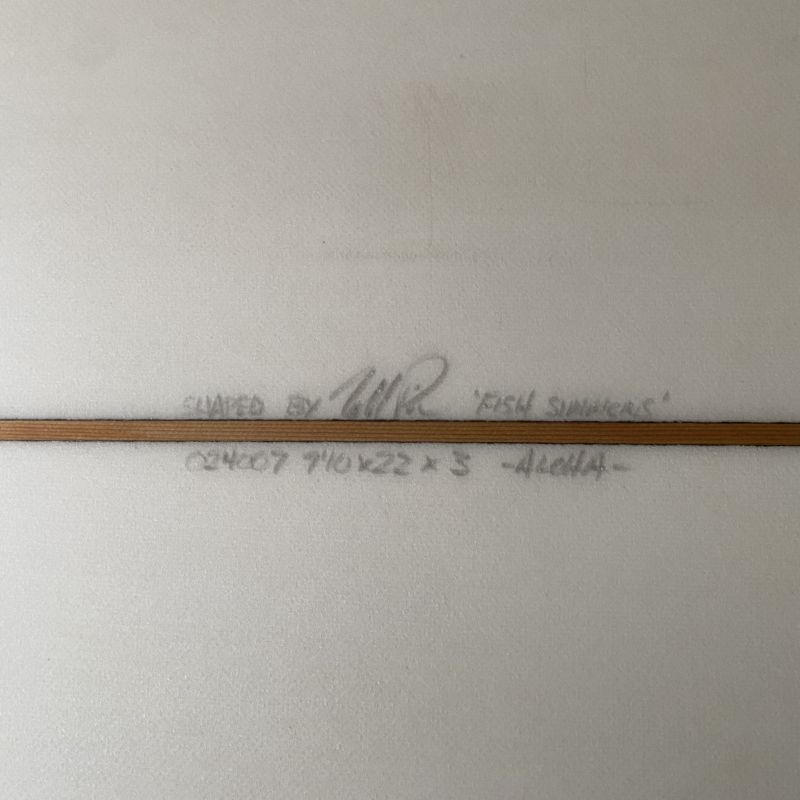 SHAPED BY 'FISH SIMMONS'
024007 9'10 x 22 x 3 -ALOHA-